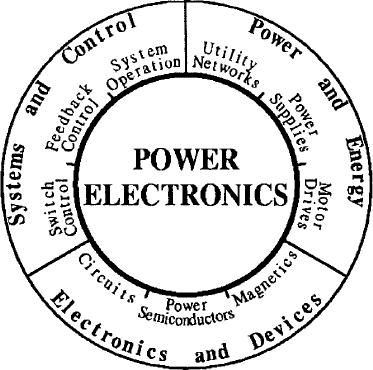 Systems and Control
Power and Energy
Electronics and Devices
Switch
Control
Feedback
Control
System
Operation
Utility
Networks
Power
Supplies
Motor
Drives
Magnetics
Power
Semiconductors
Circuits
POWER
ELECTRONICS